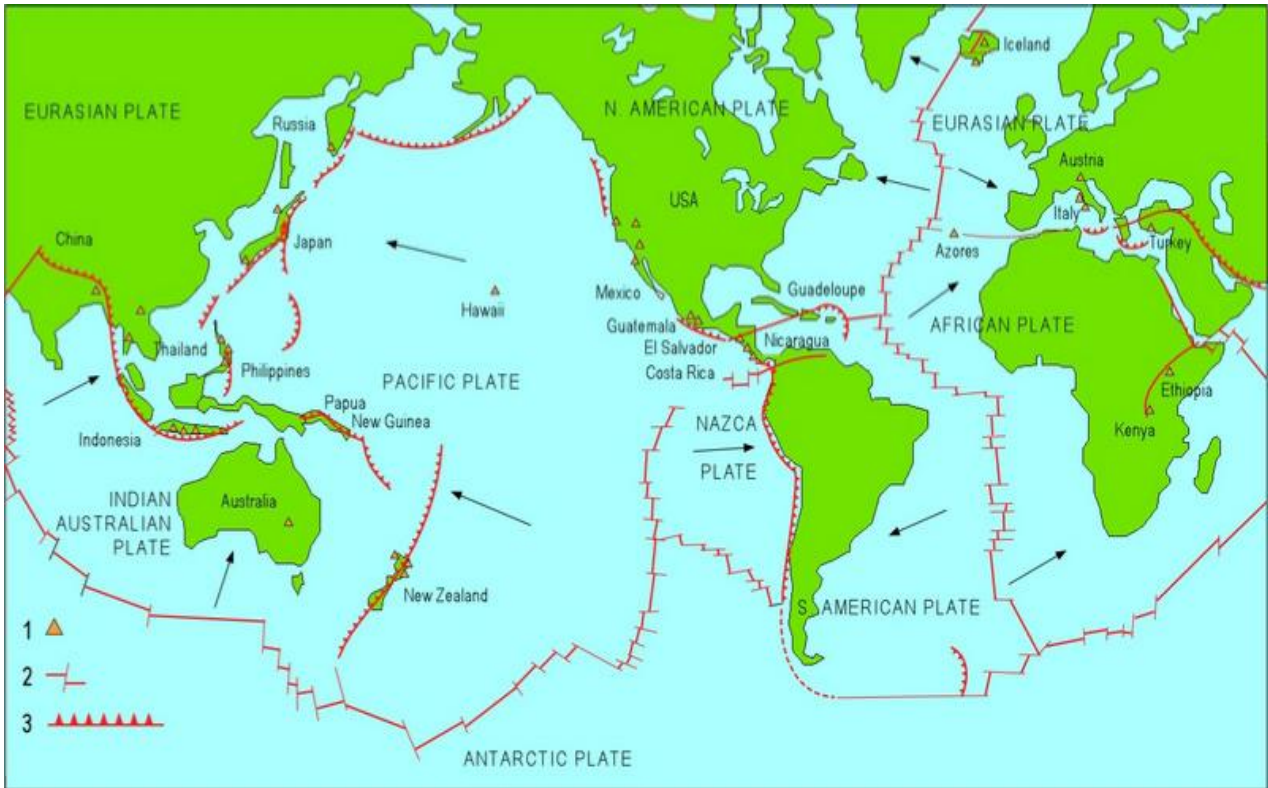 Iceland
EURASIAN PLATE
N. AMERICAN PLATE
EURASIAN PLATE
Russia
Austria
USA
Italy
China
Japan
Azores
Turkey
Hawaii
Mexico
Guadeloupe
Guatemala
AFRICAN PLATE
Thailand
El Salvador
Nicaragua
Philippines
Costa Rica
PACIFIC PLATE
Ethiopia
Papua
New Guinea
NAZCA
PLATE
Indonesia
Kenya
INDIAN
AUSTRALIAN
PLATE
Australia
New Zealand
S. AMERICAN PLATE
1
2
3
ANTARCTIC PLATE